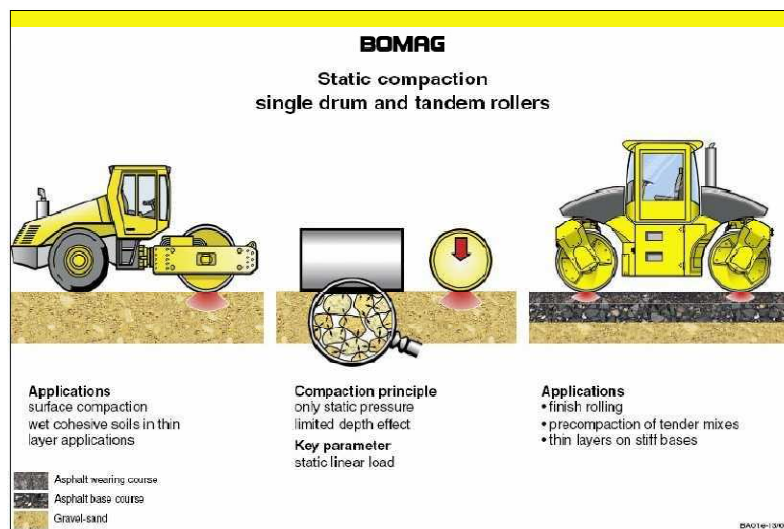 BOMAG
Static compaction
single drum and tandem rollers
Applications
surface compaction
wet cohesive soils in thin
layer applications
Compaction principle
only static pressure
limited depth effect
Key parameter
static linear load
Applications
• finish rolling
• precompaction of tender mixes
• thin layers on stiff bases
Asphalt wearing course
Asphalt base course
Gravel-sand